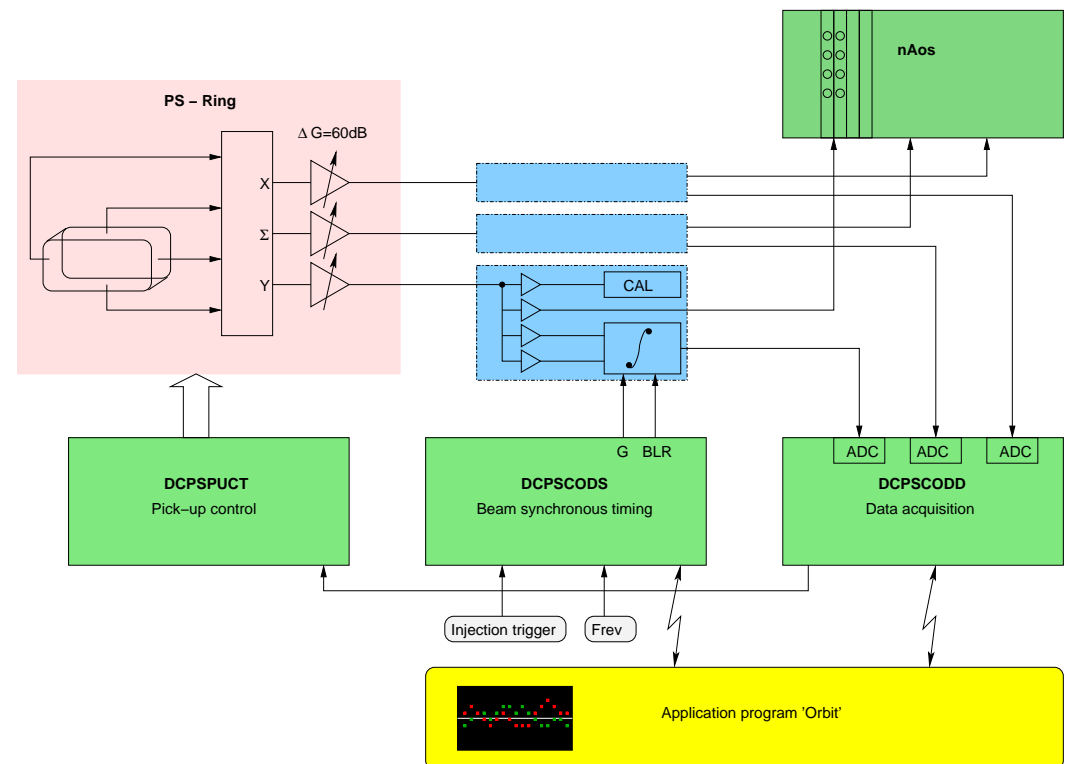 nAos
PS – Ring
Δ G=60dB
X
Σ
Y
CAL
G BLR
ADC ADC ADC
DCPSPUCT
Pick–up control
DCPSCODS
Beam synchronous timing
DCPSCODD
Data acquisition
Injection trigger
Frev
Application program 'Orbit'